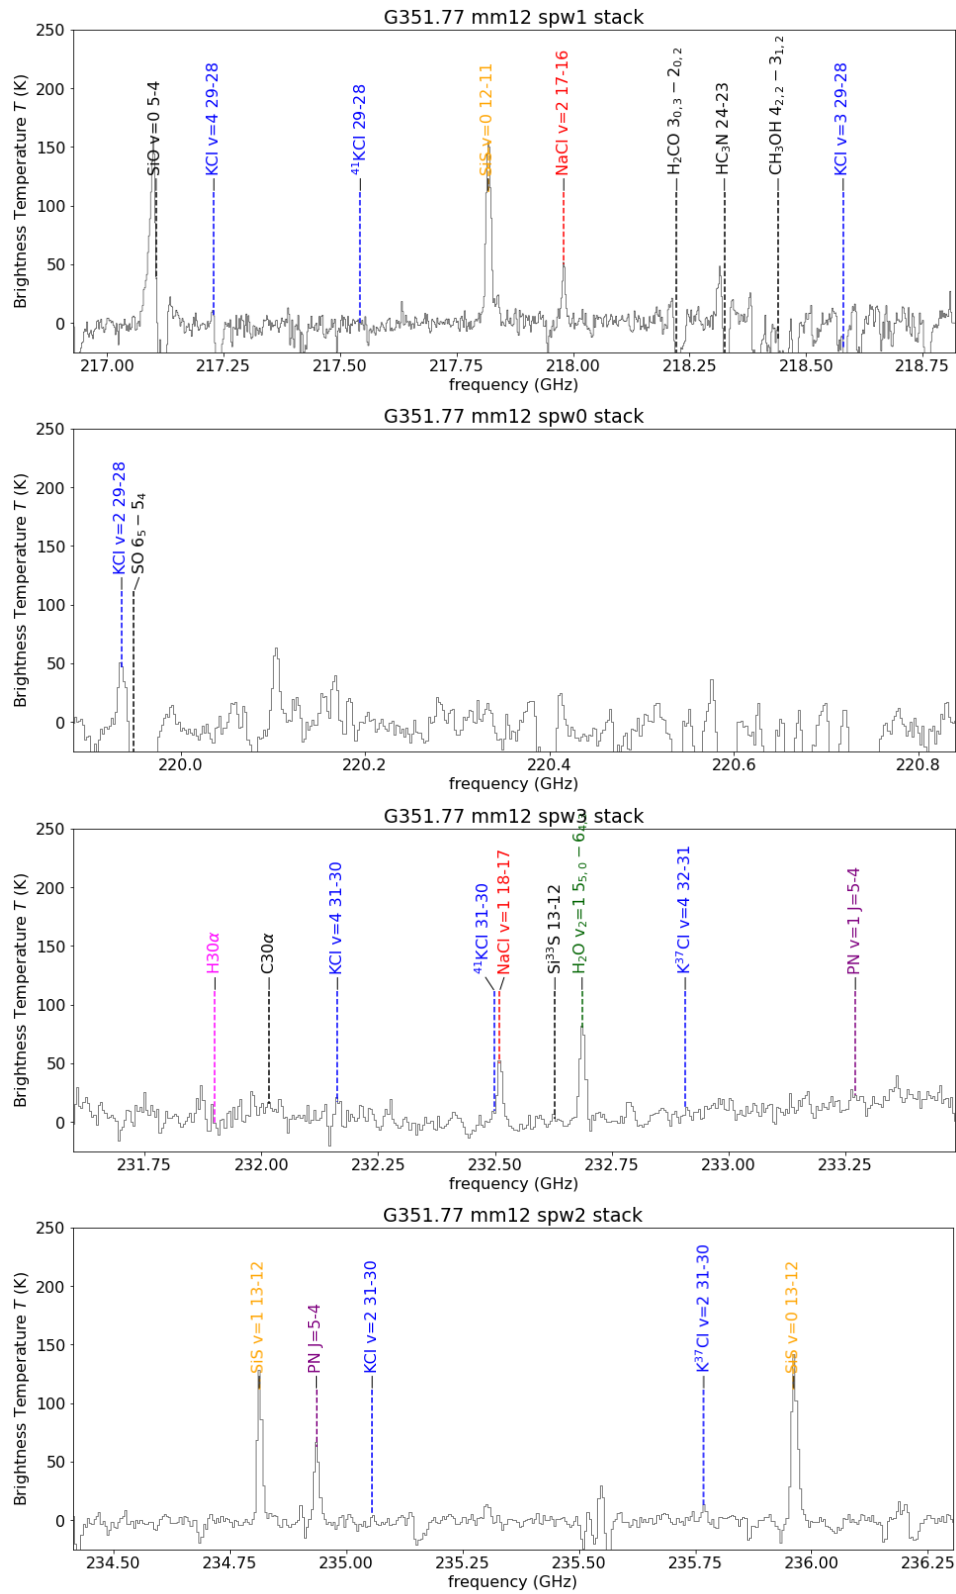 G351.77 mm12 spw1 stack
Brightness Temperature T (K)
250
200
150
100
50
0
SiO v=0 5-4
KCl v=4 29-28
⁴¹KCl 29-28
SiS v=0 12-11
NaCl v=2 17-16
H₂CO 3₀,₃ − 2₀,₂
HC₃N 24-23
CH₃OH 4₂,₂ − 3₁,₂
KCl v=3 29-28
217.00 217.25 217.50 217.75 218.00 218.25 218.50 218.75
frequency (GHz)
G351.77 mm12 spw0 stack
Brightness Temperature T (K)
250
200
150
100
50
0
KCl v=2 29-28
SO 6₅ − 5₄
220.0 220.2 220.4 220.6 220.8
frequency (GHz)
G351.77 mm12 spw3 stack
Brightness Temperature T (K)
250
200
150
100
50
0
H30α
C30α
KCl v=4 31-30
⁴¹KCl 31-30
NaCl v=1 18-17
Si³³S 13-12
H₂O v₂=1 5₅,₀ − 6₄
K³⁷Cl v=4 32-31
PN v=1 J=5-4
231.75 232.00 232.25 232.50 232.75 233.00 233.25
frequency (GHz)
G351.77 mm12 spw2 stack
Brightness Temperature T (K)
250
200
150
100
50
0
SiS v=1 13-12
PN J=5-4
KCl v=2 31-30
K³⁷Cl v=2 31-30
SiS v=0 13-12
234.50 234.75 235.00 235.25 235.50 235.75 236.00 236.25
frequency (GHz)